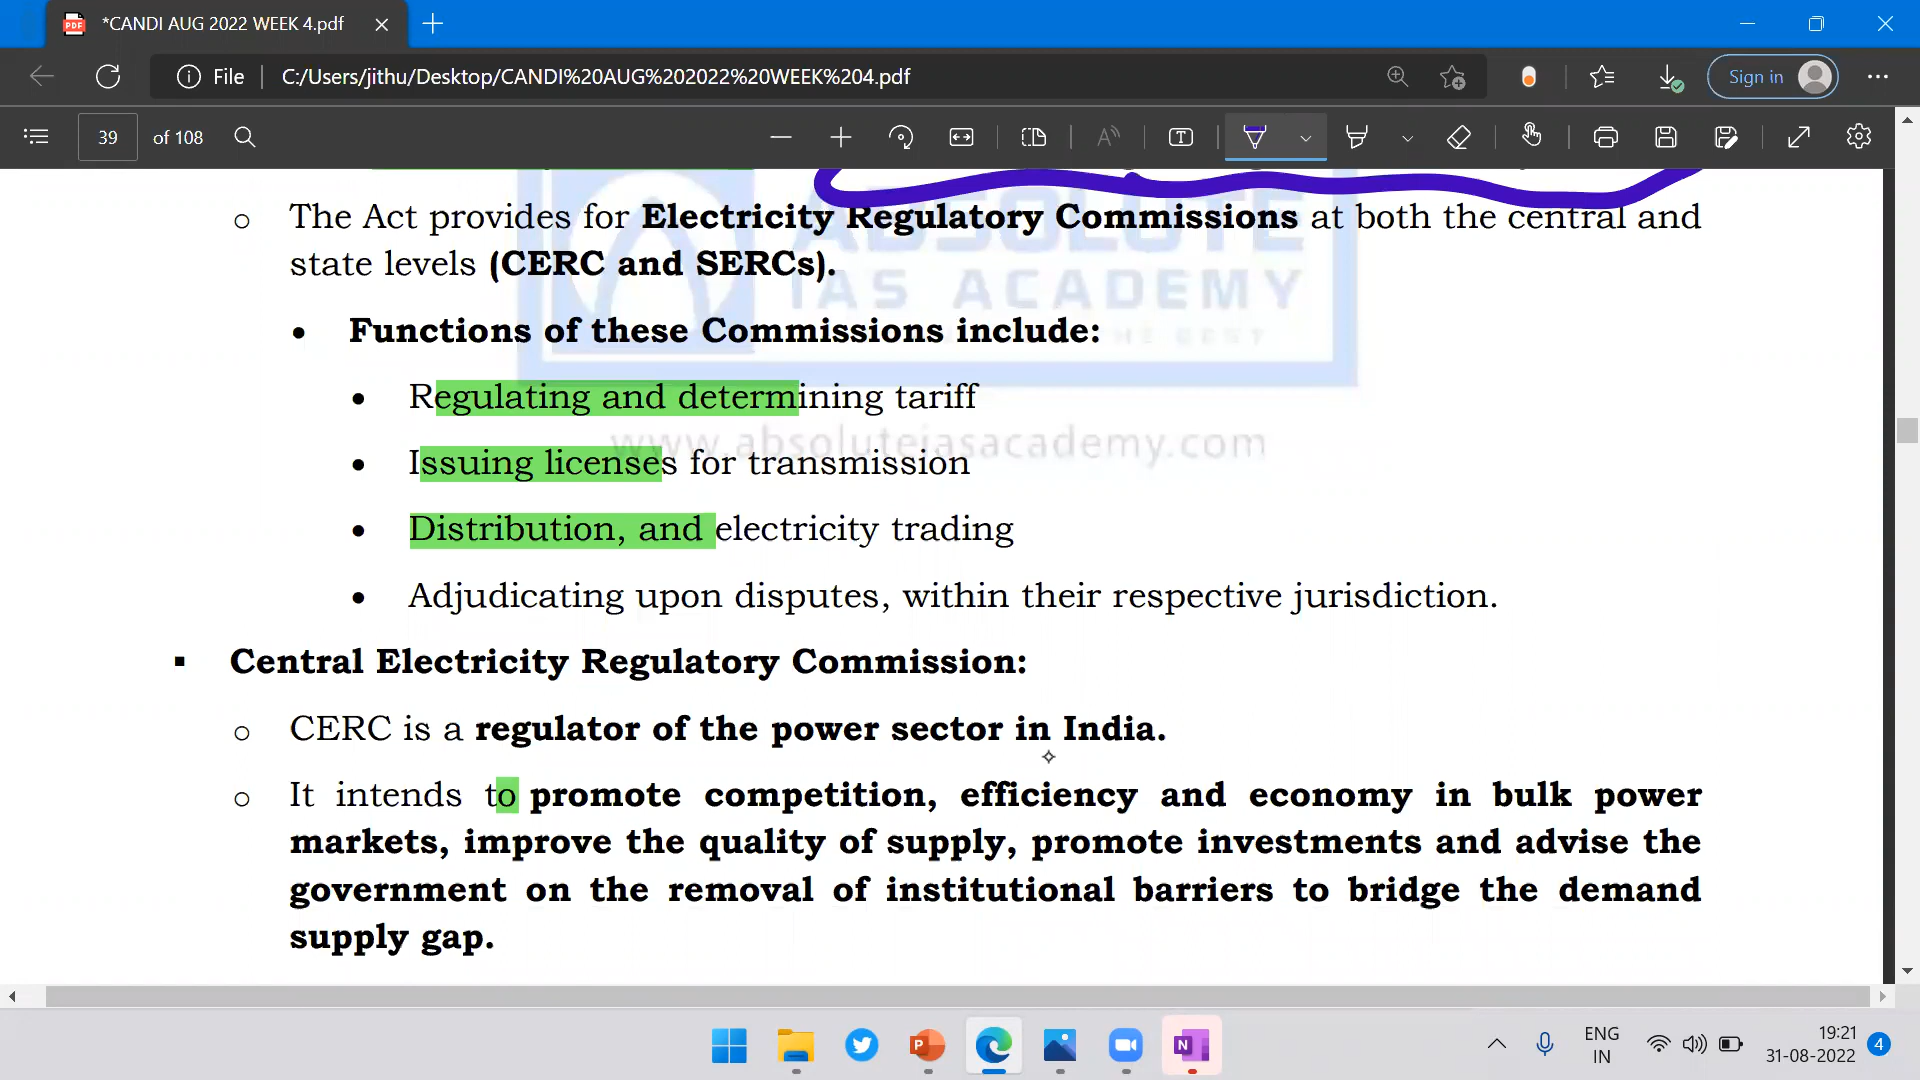 *CANDI AUG 2022 WEEK 4.pdf
File C:/Users/jithu/Desktop/CANDI%20AUG%202022%20WEEK%204.pdf
Sign in
39 of 108
The Act provides for Electricity Regulatory Commissions at both the central and
state levels (CERC and SERCs).
ABSOLUTE
IAS ACADEMY
Functions of these Commissions include:
Regulating and determining tariff
www.absoluteiasacademy.com
Issuing licenses for transmission
Distribution, and electricity trading
Adjudicating upon disputes, within their respective jurisdiction.
Central Electricity Regulatory Commission:
CERC is a regulator of the power sector in India.
It intends to promote competition, efficiency and economy in bulk power
markets, improve the quality of supply, promote investments and advise the
government on the removal of institutional barriers to bridge the demand
supply gap.
ENG
IN
19:21
31-08-2022
4